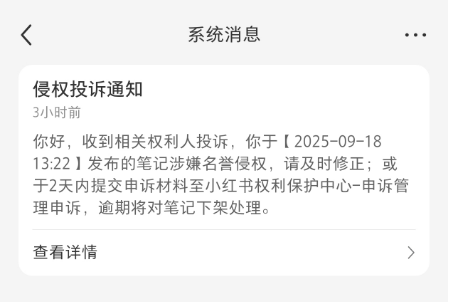 系统消息
侵权投诉通知
3小时前
你好，收到相关权利人投诉，你于【2025-09-18
13:22】发布的笔记涉嫌名誉侵权，请及时修正；或
于2天内提交申诉材料至小红书权利保护中心-申诉管
理申诉，逾期将对笔记下架处理。
查看详情